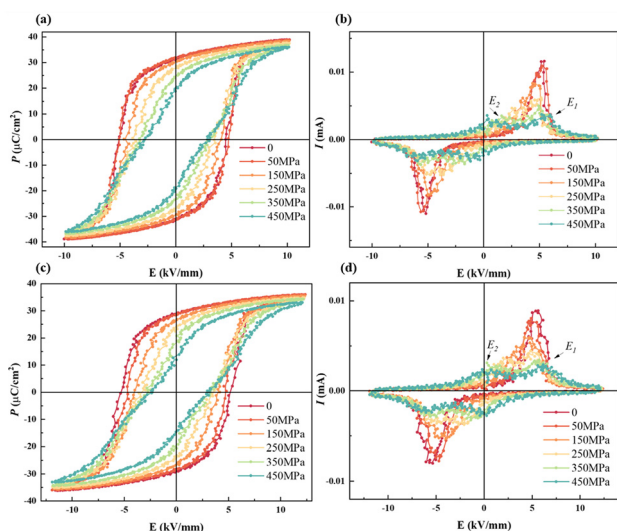 (a)
40
30
20
10
0
-10
-20
-30
-40
P (μC/cm²)
-10 -5 0 5 10
E (kV/mm)
0
50MPa
150MPa
250MPa
350MPa
450MPa
(b)
0.01
0.00
-0.01
I (mA)
E₂
E₁
-10 -5 0 5 10
E (kV/mm)
0
50MPa
150MPa
250MPa
350MPa
450MPa
(c)
40
30
20
10
0
-10
-20
-30
-40
P (μC/cm²)
-10 -5 0 5 10
E (kV/mm)
0
50MPa
150MPa
250MPa
350MPa
450MPa
(d)
0.01
0.00
-0.01
I (mA)
E₂
E₁
-10 -5 0 5 10
E (kV/mm)
0
50MPa
150MPa
250MPa
350MPa
450MPa